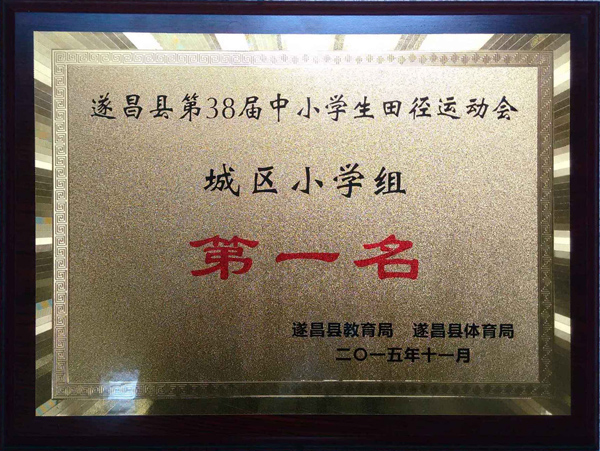 遂昌县第38届中小学生田径运动会
城区小学组
第一名
遂昌县教育局 遂昌县体育局
二〇一五年十一月